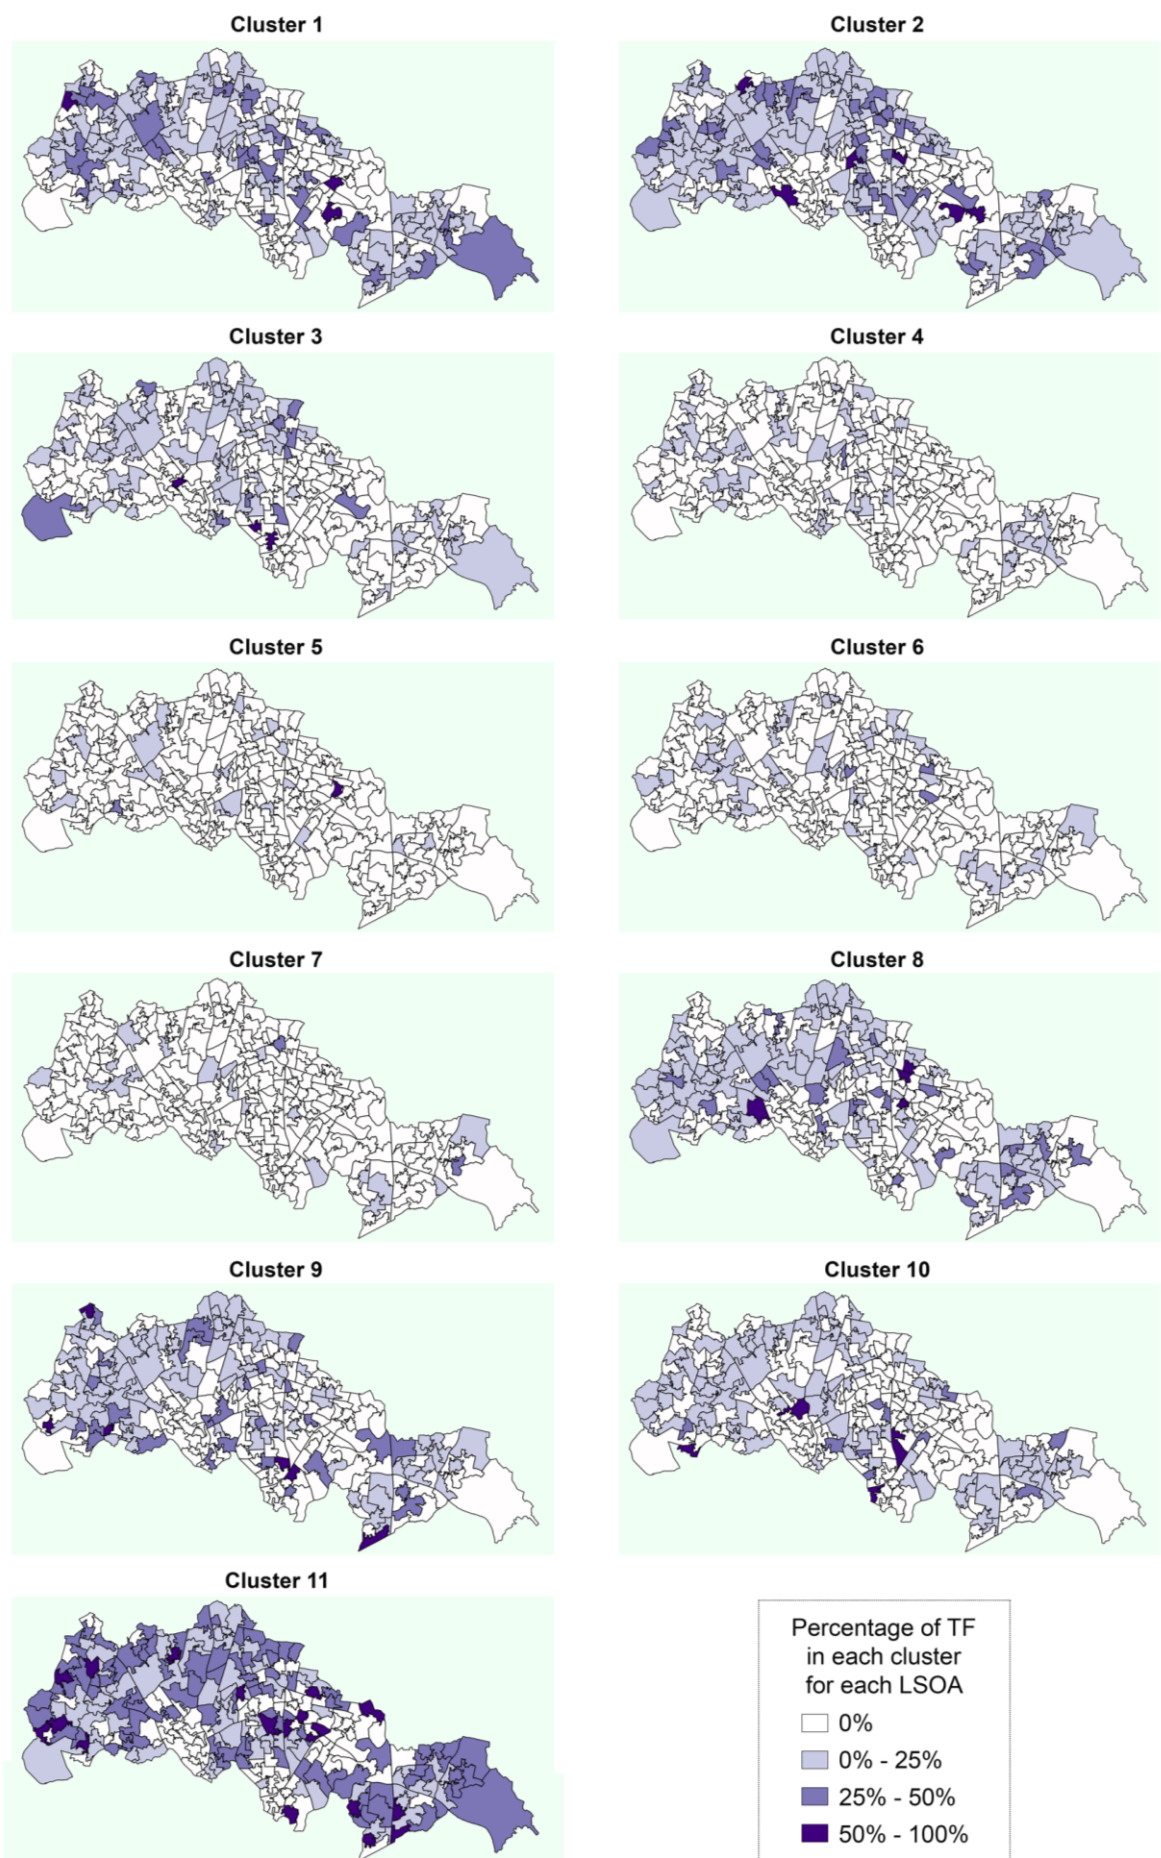 Cluster 1
Cluster 2
Cluster 3
Cluster 4
Cluster 5
Cluster 6
Cluster 7
Cluster 8
Cluster 9
Cluster 10
Cluster 11
Percentage of TF
in each cluster
for each LSOA
0%
0% - 25%
25% - 50%
50% - 100%